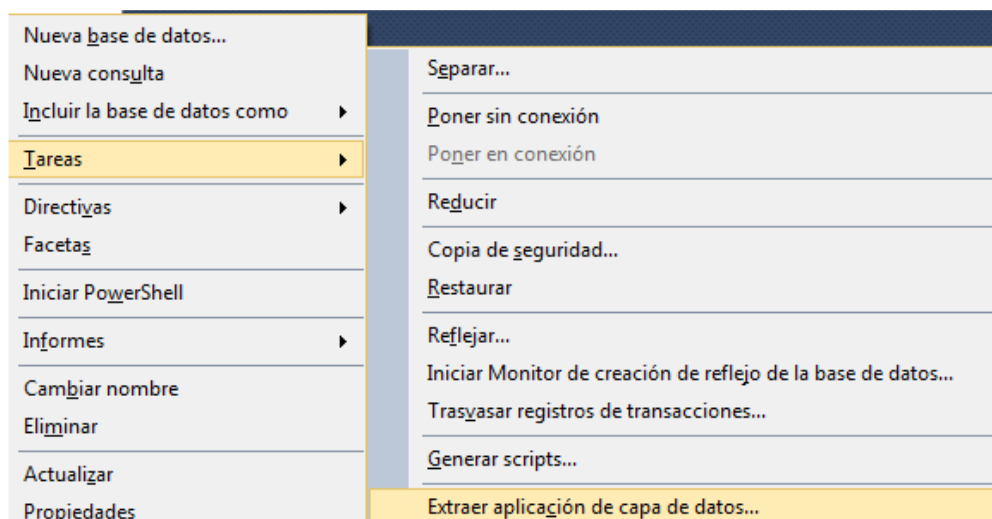 Nueva base de datos...
Nueva consulta
Incluir la base de datos como
Tareas
Directivas
Facetas
Iniciar PowerShell
Informes
Cambiar nombre
Eliminar
Actualizar
Propiedades
Separar...
Poner sin conexión
Poner en conexión
Reducir
Copia de seguridad...
Restaurar
Reflejar...
Iniciar Monitor de creación de reflejo de la base de datos...
Trasvasar registros de transacciones...
Generar scripts...
Extraer aplicación de capa de datos...